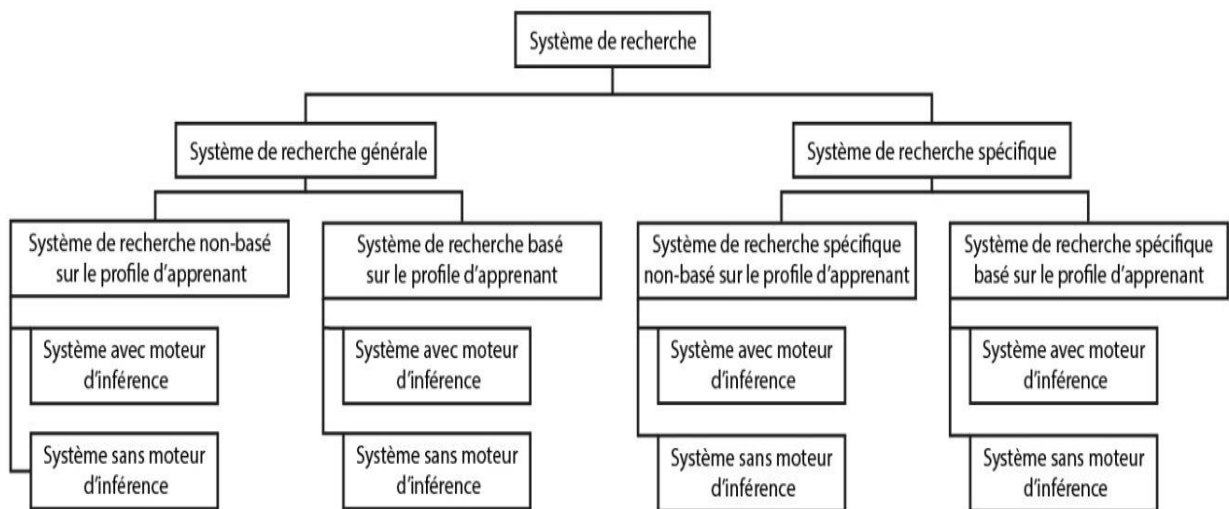 Système de recherche
Système de recherche générale
Système de recherche spécifique
Système de recherche non-basé
sur le profile d'apprenant
Système de recherche basé
sur le profile d'apprenant
Système de recherche spécifique
non-basé sur le profile d'apprenant
Système de recherche spécifique
basé sur le profile d'apprenant
Système avec moteur
d'inférence
Système avec moteur
d'inférence
Système avec moteur
d'inférence
Système avec moteur
d'inférence
Système sans moteur
d'inférence
Système sans moteur
d'inférence
Système sans moteur
d'inférence
Système sans moteur
d'inférence